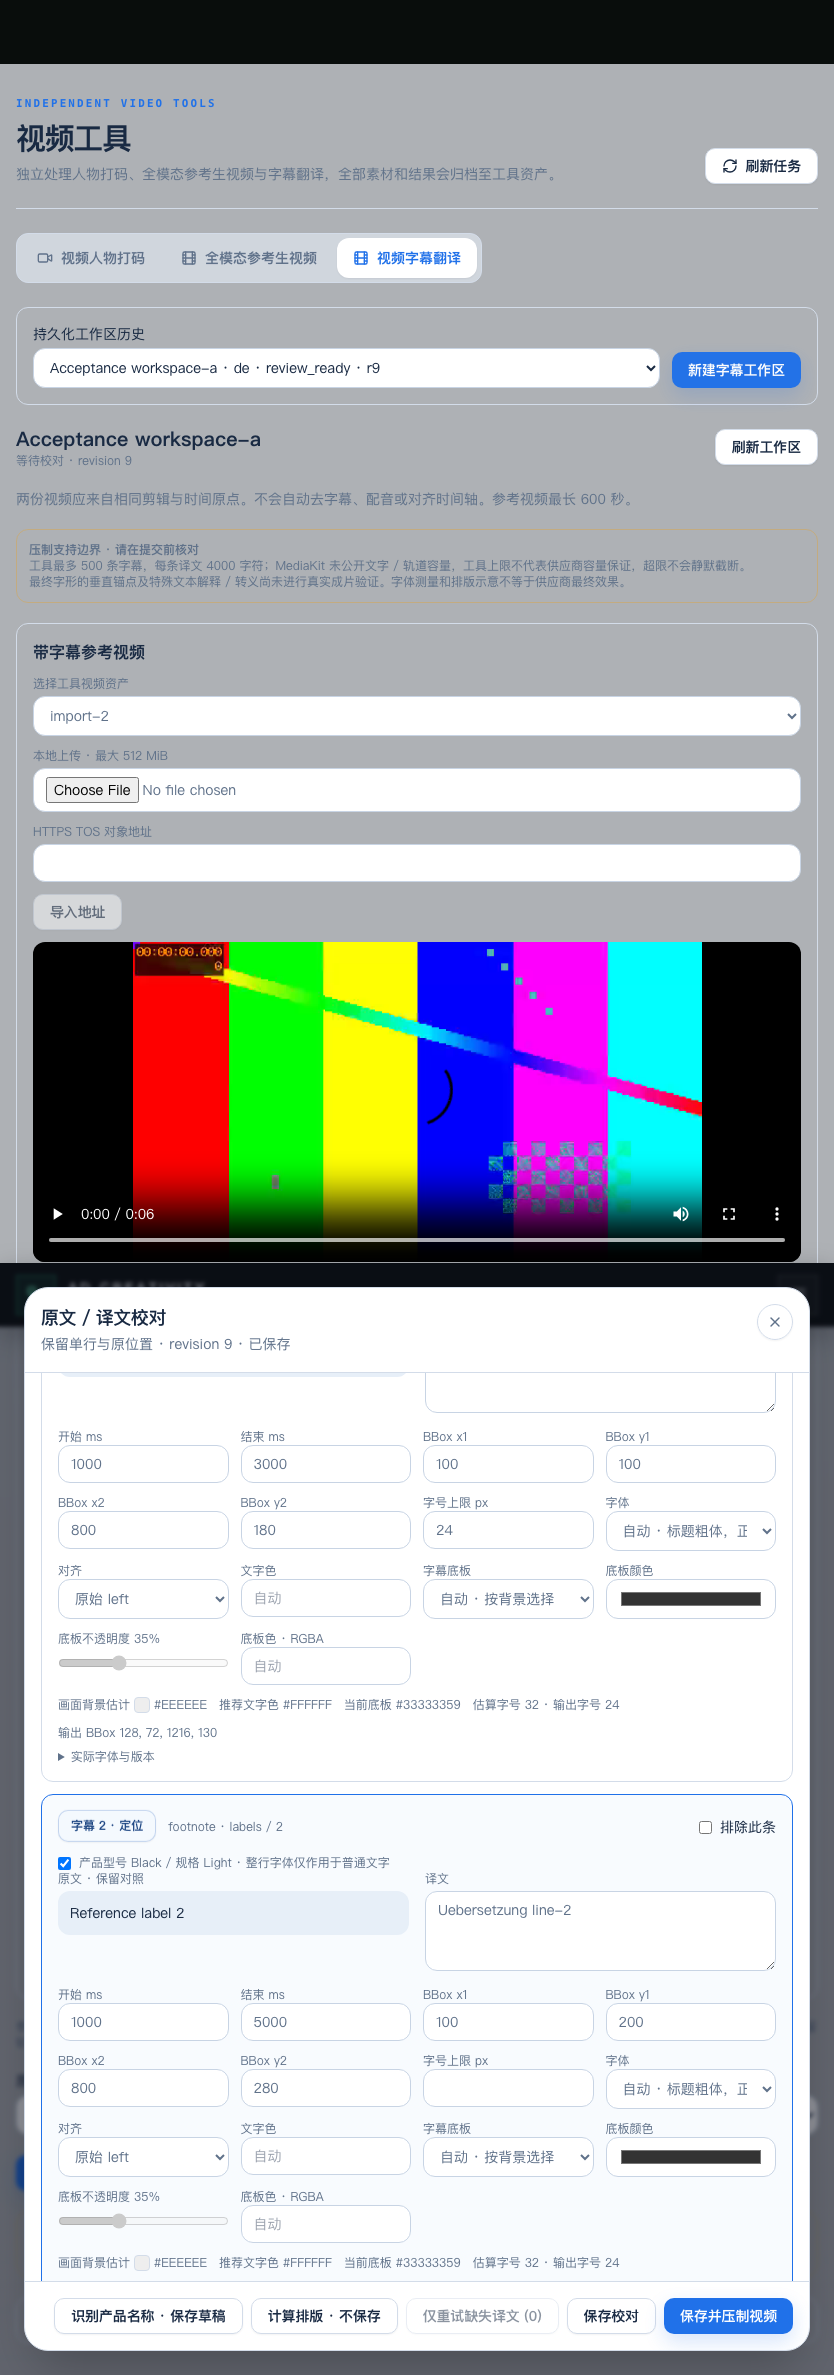 INDEPENDENT VIDEO TOOLS
视频工具
独立处理人物打码、全模态参考生视频与字幕翻译，全部素材和结果会归档至工具资产。
刷新任务
视频人物打码
全模态参考生视频
视频字幕翻译
持久化工作区历史
Acceptance workspace-a · de · review_ready · r9
新建字幕工作区
Acceptance workspace-a
等待校对 · revision 9
刷新工作区
两份视频应来自相同剪辑与时间原点。不会自动去字幕、配音或对齐时间轴。参考视频最长 600 秒。
压制支持边界 · 请在提交前核对
工具最多 500 条字幕，每条译文 4000 字符；MediaKit 未公开文字 / 轨道容量，工具上限不代表供应商容量保证，超限不会静默截断。
最终字形的垂直锚点及特殊文本解释 / 转义尚未进行真实成片验证。字体测量和排版示意不等于供应商最终效果。
带字幕参考视频
选择工具视频资产
import-2
本地上传 · 最大 512 MiB
Choose File No file chosen
HTTPS TOS 对象地址
导入地址
00:00:00.000
0
0:00 / 0:06
原文 / 译文校对
保留单行与原位置 · revision 9 · 已保存
开始 ms 结束 ms BBox x1 BBox y1
1000 3000 100 100
BBox x2 BBox y2 字号上限 px 字体
800 180 24 自动 · 标题粗体，正
对齐 文字色 字幕底板 底板颜色
原始 left 自动 自动 · 按背景选择
底板不透明度 35% 底板色 · RGBA
自动
画面背景估计 #EEEEEE 推荐文字色 #FFFFFF 当前底板 #33333359 估算字号 32 · 输出字号 24
输出 BBox 128, 72, 1216, 130
实际字体与版本
字幕 2 · 定位 footnote · labels / 2 排除此条
产品型号 Black / 规格 Light · 整行字体仅作用于普通文字
原文 · 保留对照 译文
Reference label 2 Uebersetzung line-2
开始 ms 结束 ms BBox x1 BBox y1
1000 5000 100 200
BBox x2 BBox y2 字号上限 px 字体
800 280 自动 · 标题粗体，正
对齐 文字色 字幕底板 底板颜色
原始 left 自动 自动 · 按背景选择
底板不透明度 35% 底板色 · RGBA
自动
画面背景估计 #EEEEEE 推荐文字色 #FFFFFF 当前底板 #33333359 估算字号 32 · 输出字号 24
识别产品名称 · 保存草稿 计算排版 · 不保存 仅重试缺失译文 (0) 保存校对 保存并压制视频